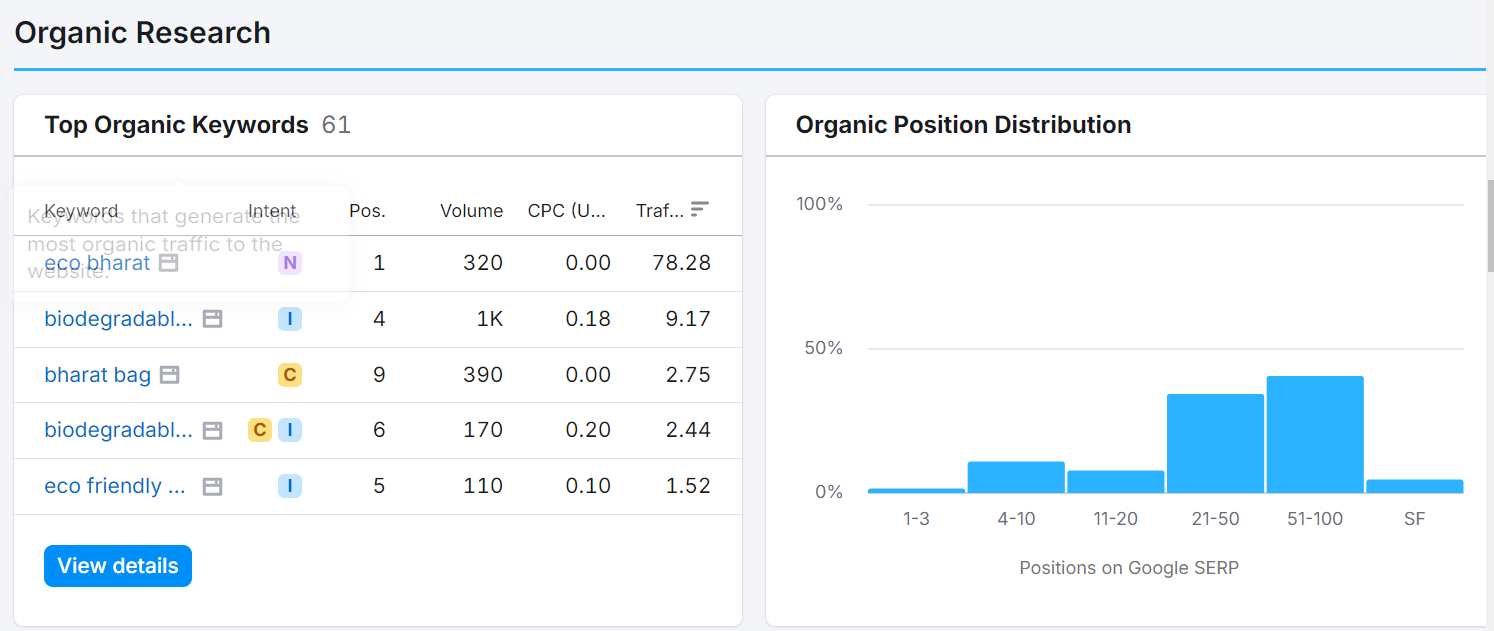 Organic Research
Top Organic Keywords 61
Keywords that generate the
most organic traffic to the
website.
Keyword Intent Pos. Volume CPC (U... Traf...
eco bharat N 1 320 0.00 78.28
biodegradabl... I 4 1K 0.18 9.17
bharat bag C 9 390 0.00 2.75
biodegradabl... C I 6 170 0.20 2.44
eco friendly ... I 5 110 0.10 1.52
View details
Organic Position Distribution
100%
50%
0%
1-3 4-10 11-20 21-50 51-100 SF
Positions on Google SERP